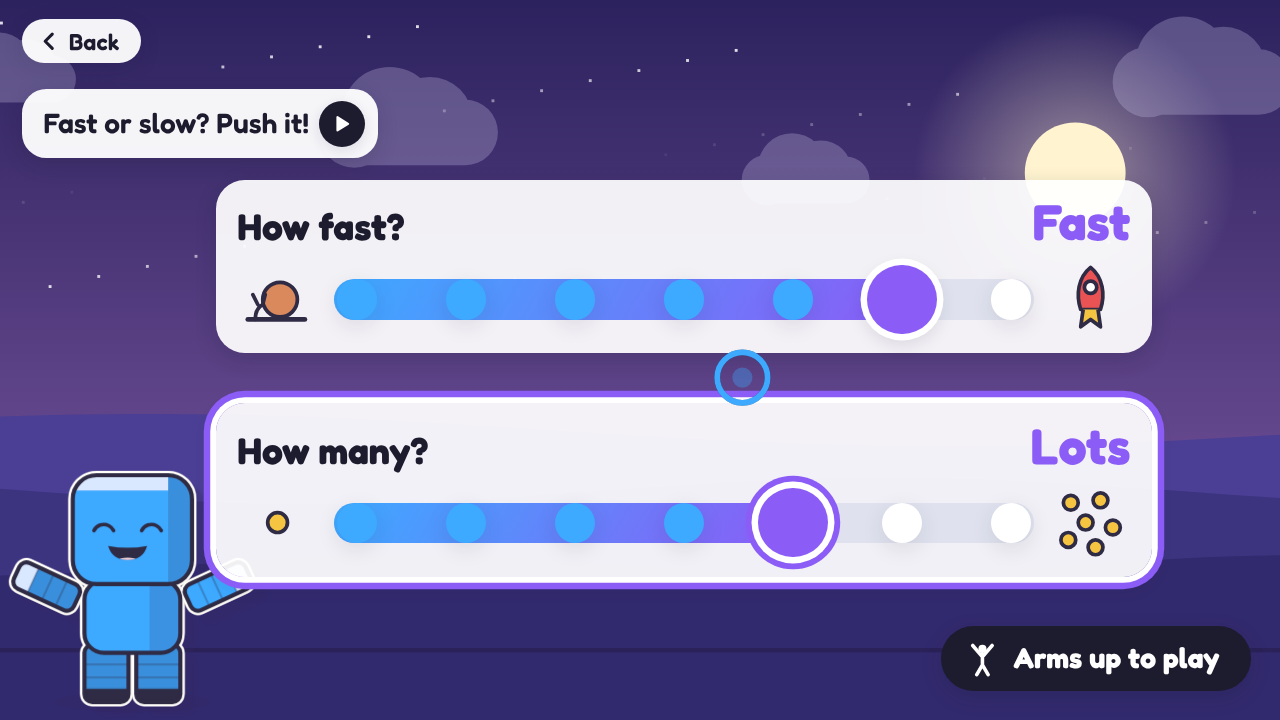 Back
Fast or slow? Push it!
How fast?
Fast
How many?
Lots
Arms up to play